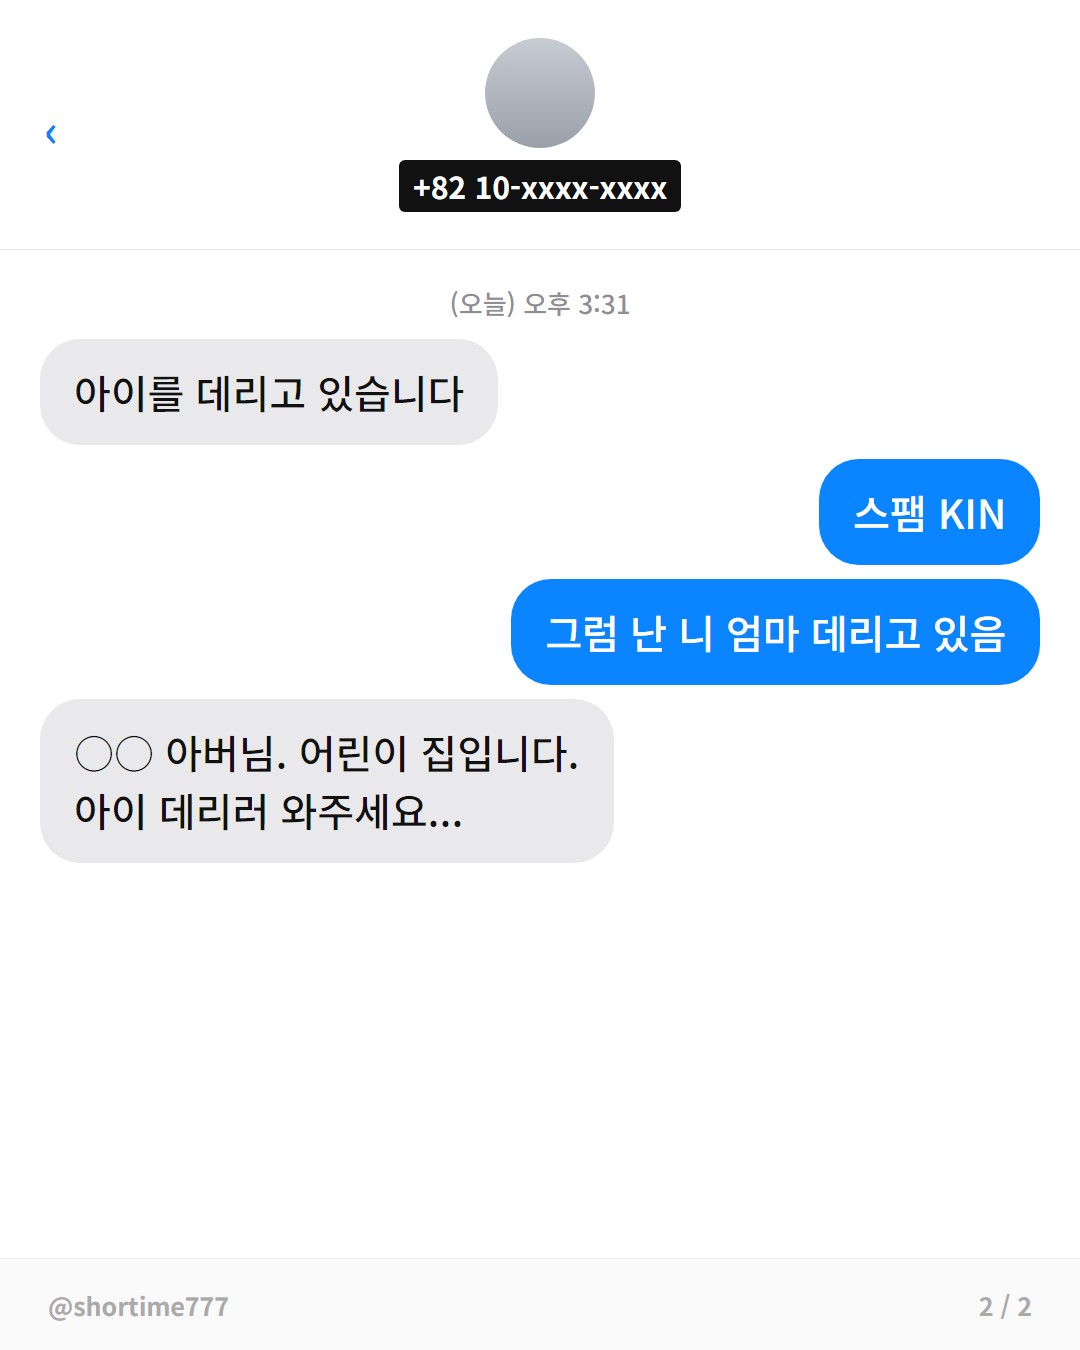 ‹
+82 10-xxxx-xxxx
(오늘) 오후 3:31
아이를 데리고 있습니다
스팸 KIN
그럼 난 니 엄마 데리고 있음
◯◯ 아버님. 어린이 집입니다.
아이 데리러 와주세요...
@shortime777
2 / 2